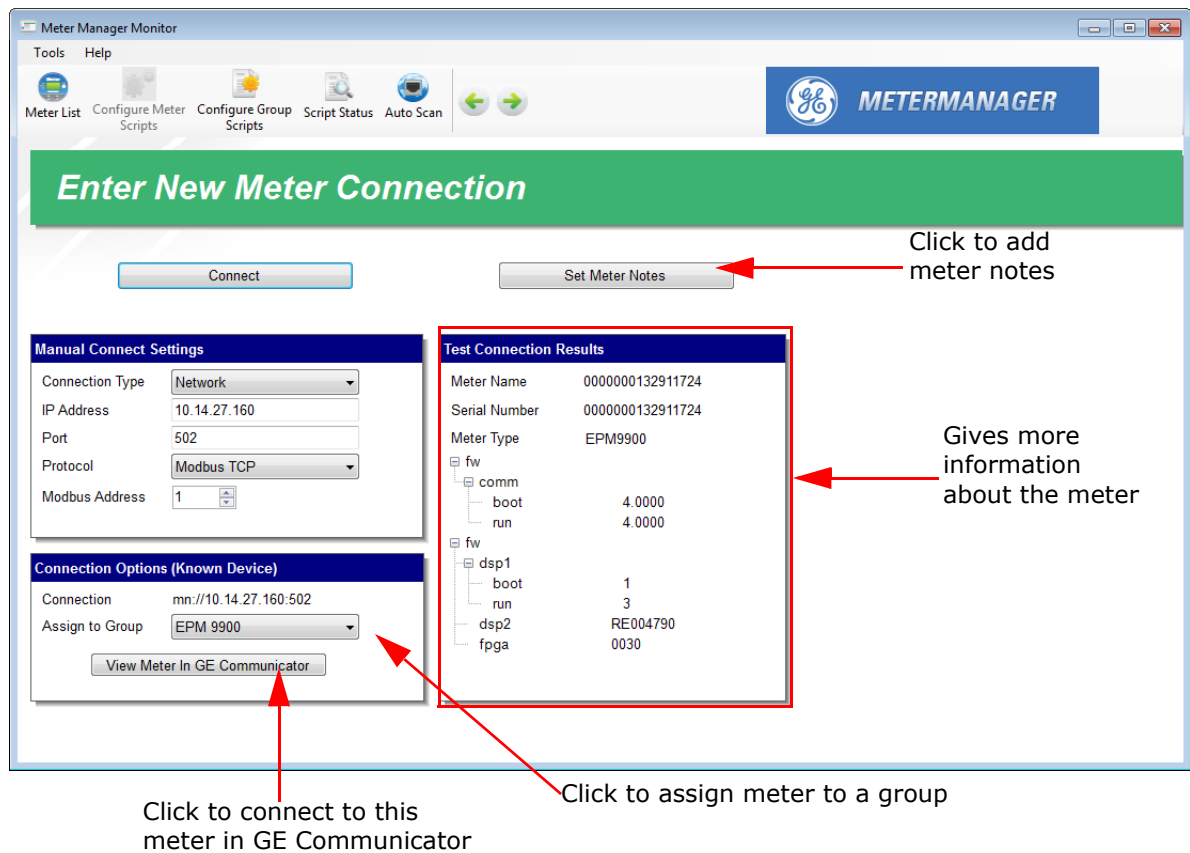 Meter Manager Monitor
Tools Help
Meter List
Configure Meter
Scripts
Configure Group
Scripts
Script Status
Auto Scan
METERMANAGER
Enter New Meter Connection
Connect
Set Meter Notes
Click to add
meter notes
Manual Connect Settings
Connection Type Network
IP Address 10.14.27.160
Port 502
Protocol Modbus TCP
Modbus Address 1
Connection Options (Known Device)
Connection mn://10.14.27.160:502
Assign to Group EPM 9900
View Meter In GE Communicator
Test Connection Results
Meter Name 0000000132911724
Serial Number 0000000132911724
Meter Type EPM9900
fw
comm
boot 4.0000
run 4.0000
fw
dsp1
boot 1
run 3
dsp2 RE004790
fpga 0030
Gives more
information
about the meter
Click to assign meter to a group
Click to connect to this
meter in GE Communicator